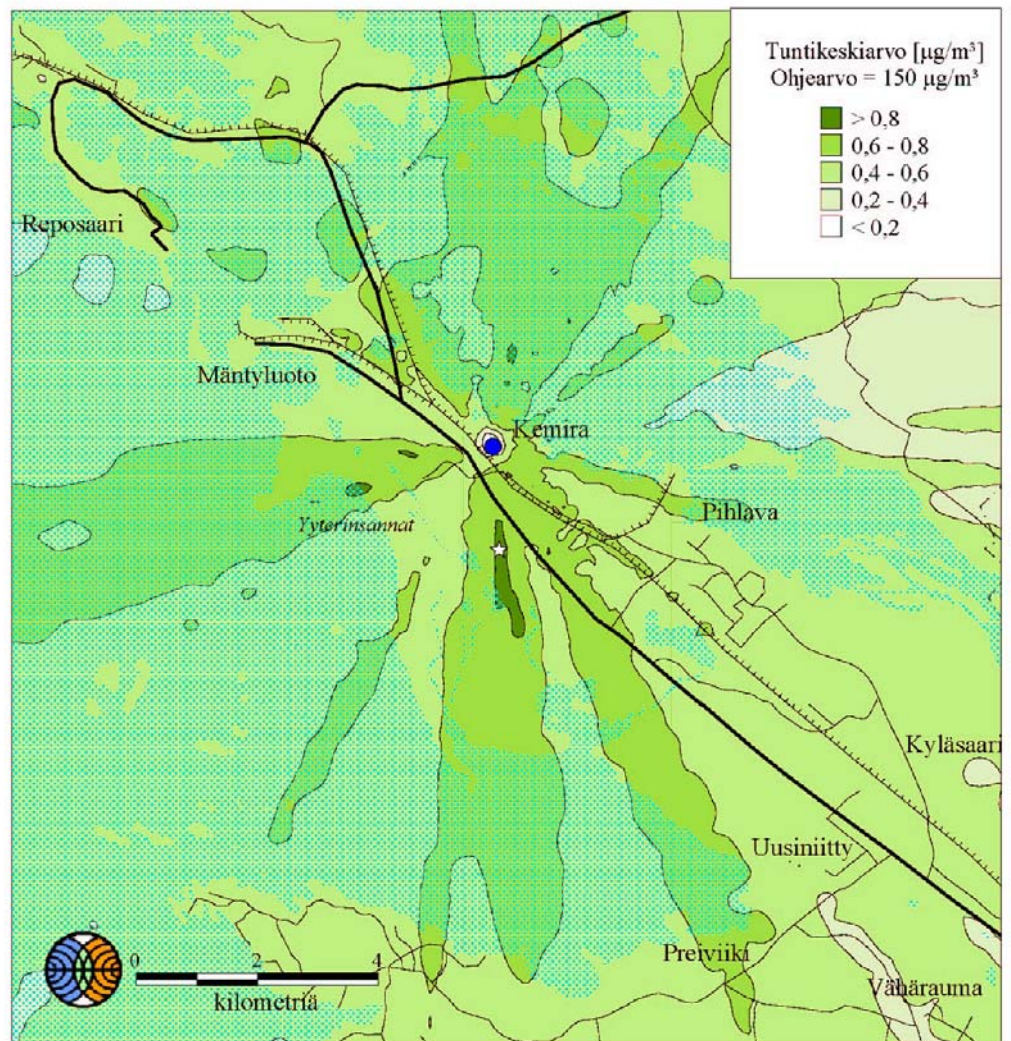 Tuntikeskiarvo [µg/m³]
Ohjearvo = 150 µg/m³
> 0,8
0,6 - 0,8
0,4 - 0,6
0,2 - 0,4
< 0,2
Reposaari
Mäntyluoto
Kemira
Pihlava
Yyterinsannat
Kyläsaari
Uusiniitty
Preiviiki
Vähärauma
0 2 4
kilometriä